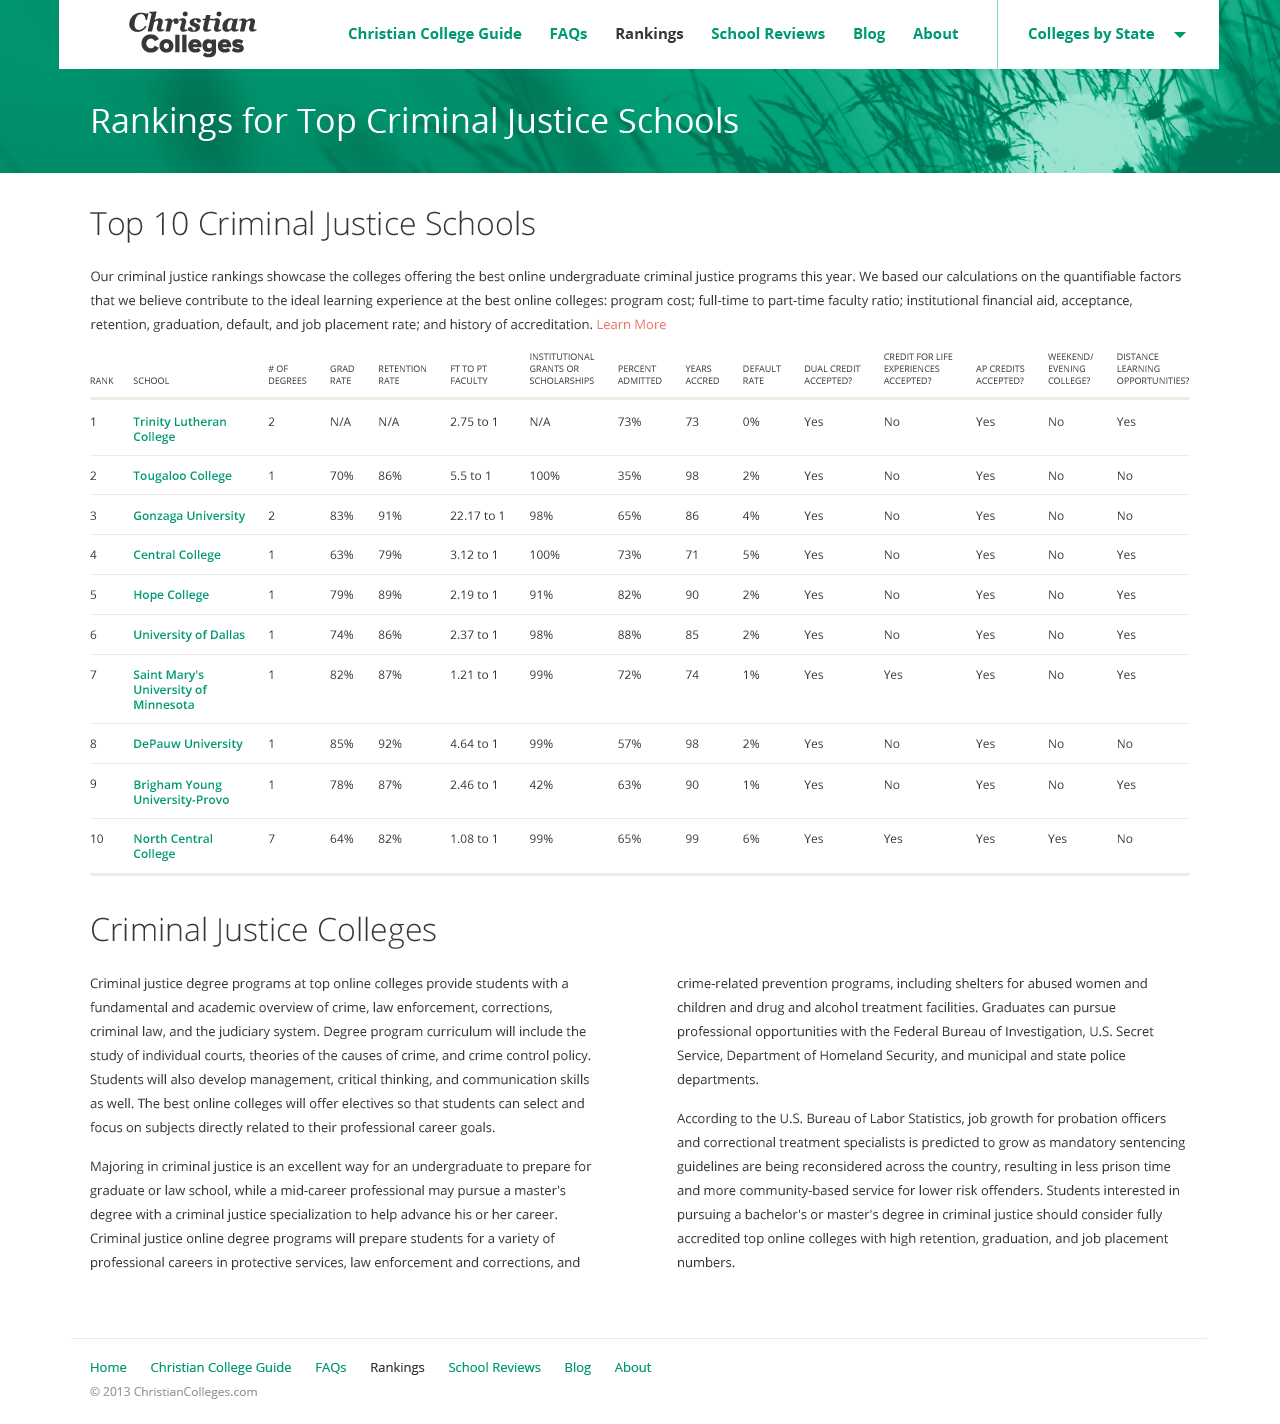 Christian
Colleges
Christian College Guide FAQs Rankings School Reviews Blog About Colleges by State
Rankings for Top Criminal Justice Schools
Top 10 Criminal Justice Schools
Our criminal justice rankings showcase the colleges offering the best online undergraduate criminal justice programs this year. We based our calculations on the quantifiable factors
that we believe contribute to the ideal learning experience at the best online colleges: program cost; full-time to part-time faculty ratio; institutional financial aid, acceptance,
retention, graduation, default, and job placement rate; and history of accreditation. Learn More
INSTITUTIONAL CREDIT FOR LIFE WEEKEND/ DISTANCE
# OF GRAD RETENTION FT TO PT GRANTS OR PERCENT YEARS DEFAULT DUAL CREDIT EXPERIENCES AP CREDITS EVENING LEARNING
RANK SCHOOL DEGREES RATE RATE FACULTY SCHOLARSHIPS ADMITTED ACCRED RATE ACCEPTED? ACCEPTED? ACCEPTED? COLLEGE? OPPORTUNITIES?
1 Trinity Lutheran 2 N/A N/A 2.75 to 1 N/A 73% 73 0% Yes No Yes No Yes
College
2 Tougaloo College 1 70% 86% 5.5 to 1 100% 35% 98 2% Yes No Yes No No
3 Gonzaga University 2 83% 91% 22.17 to 1 98% 65% 86 4% Yes No Yes No No
4 Central College 1 63% 79% 3.12 to 1 100% 73% 71 5% Yes No Yes No Yes
5 Hope College 1 79% 89% 2.19 to 1 91% 82% 90 2% Yes No Yes No Yes
6 University of Dallas 1 74% 86% 2.37 to 1 98% 88% 85 2% Yes No Yes No Yes
7 Saint Mary's 1 82% 87% 1.21 to 1 99% 72% 74 1% Yes Yes Yes No Yes
University of
Minnesota
8 DePauw University 1 85% 92% 4.64 to 1 99% 57% 98 2% Yes No Yes No No
9 Brigham Young 1 78% 87% 2.46 to 1 42% 63% 90 1% Yes No Yes No Yes
University-Provo
10 North Central 7 64% 82% 1.08 to 1 99% 65% 99 6% Yes Yes Yes Yes No
College
Criminal Justice Colleges
Criminal justice degree programs at top online colleges provide students with a
fundamental and academic overview of crime, law enforcement, corrections,
criminal law, and the judiciary system. Degree program curriculum will include the
study of individual courts, theories of the causes of crime, and crime control policy.
Students will also develop management, critical thinking, and communication skills
as well. The best online colleges will offer electives so that students can select and
focus on subjects directly related to their professional career goals.
Majoring in criminal justice is an excellent way for an undergraduate to prepare for
graduate or law school, while a mid-career professional may pursue a master's
degree with a criminal justice specialization to help advance his or her career.
Criminal justice online degree programs will prepare students for a variety of
professional careers in protective services, law enforcement and corrections, and
crime-related prevention programs, including shelters for abused women and
children and drug and alcohol treatment facilities. Graduates can pursue
professional opportunities with the Federal Bureau of Investigation, U.S. Secret
Service, Department of Homeland Security, and municipal and state police
departments.
According to the U.S. Bureau of Labor Statistics, job growth for probation officers
and correctional treatment specialists is predicted to grow as mandatory sentencing
guidelines are being reconsidered across the country, resulting in less prison time
and more community-based service for lower risk offenders. Students interested in
pursuing a bachelor's or master's degree in criminal justice should consider fully
accredited top online colleges with high retention, graduation, and job placement
numbers.
Home Christian College Guide FAQs Rankings School Reviews Blog About
© 2013 ChristianColleges.com